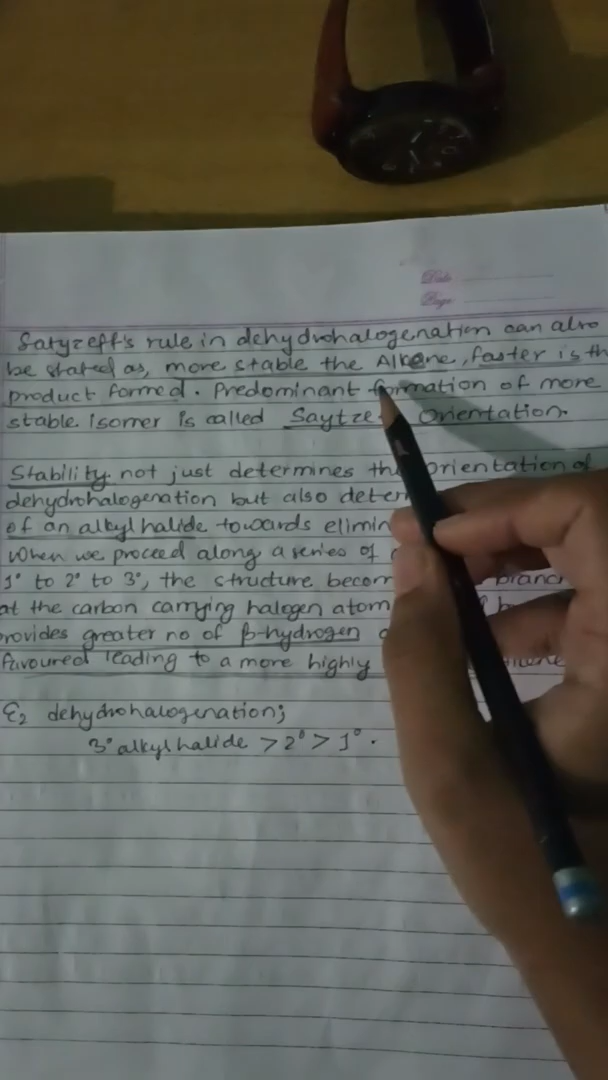 Date
Page
Satyzeff's rule in dehydrohalogenation can also
be stated as, more stable the Alkene, faster is th
product formed. Predominant formation of more
stable isomer is called Saytze Orientation.
Stability not just determines the orientation of
dehydrohalogenation but also deter
of an alkyl halide towards elimin
When we proceed along a series of
1° to 2° to 3°, the structure becom branch
at the carbon carrying halogen atom
rovides greater no of β-hydrogen
favoured leading to a more highly
E2 dehydrohalogenation;
3° alkyl halide > 2° > 1°.